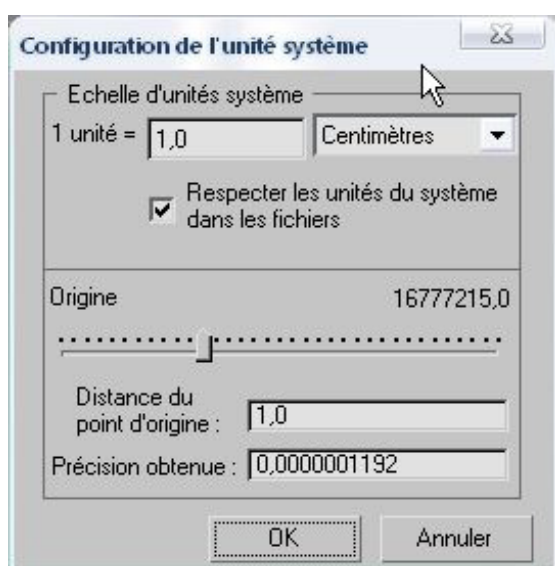 Configuration de l'unité système
Echelle d'unités système
1 unité = 1,0 Centimètres
Respecter les unités du système
dans les fichiers
Origine 16777215,0
Distance du
point d'origine : 1,0
Précision obtenue : 0,0000001192
OK Annuler